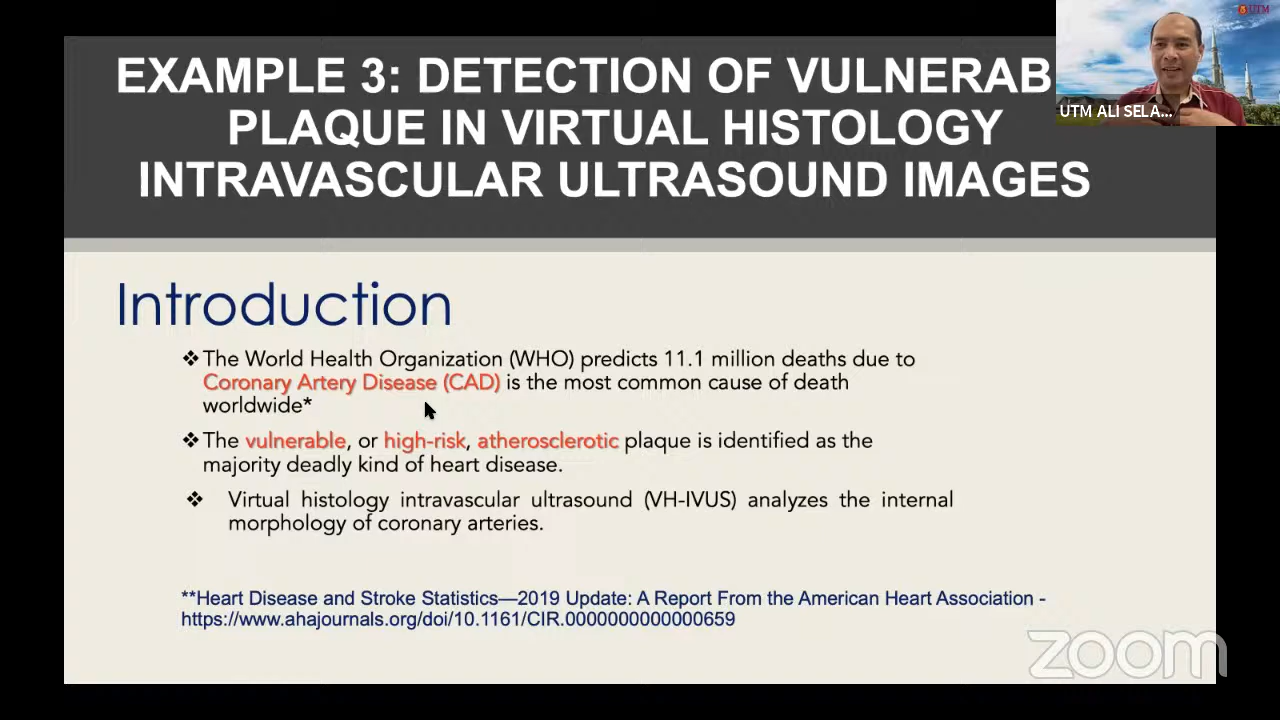 EXAMPLE 3: DETECTION OF VULNERAB
PLAQUE IN VIRTUAL HISTOLOGY
INTRAVASCULAR ULTRASOUND IMAGES
UTM
UTM ALI SELA...
Introduction
❖The World Health Organization (WHO) predicts 11.1 million deaths due to
Coronary Artery Disease (CAD) is the most common cause of death
worldwide*
❖The vulnerable, or high-risk, atherosclerotic plaque is identified as the
majority deadly kind of heart disease.
❖ Virtual histology intravascular ultrasound (VH-IVUS) analyzes the internal
morphology of coronary arteries.
**Heart Disease and Stroke Statistics—2019 Update: A Report From the American Heart Association -
https://www.ahajournals.org/doi/10.1161/CIR.0000000000000659
zoom